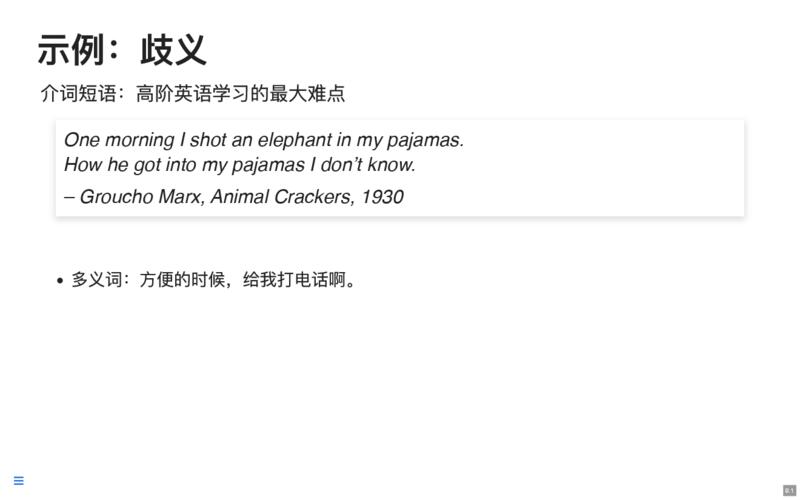 示例：歧义
介词短语：高阶英语学习的最大难点
One morning I shot an elephant in my pajamas.
How he got into my pajamas I don’t know.
– Groucho Marx, Animal Crackers, 1930
• 多义词：方便的时候，给我打电话啊。